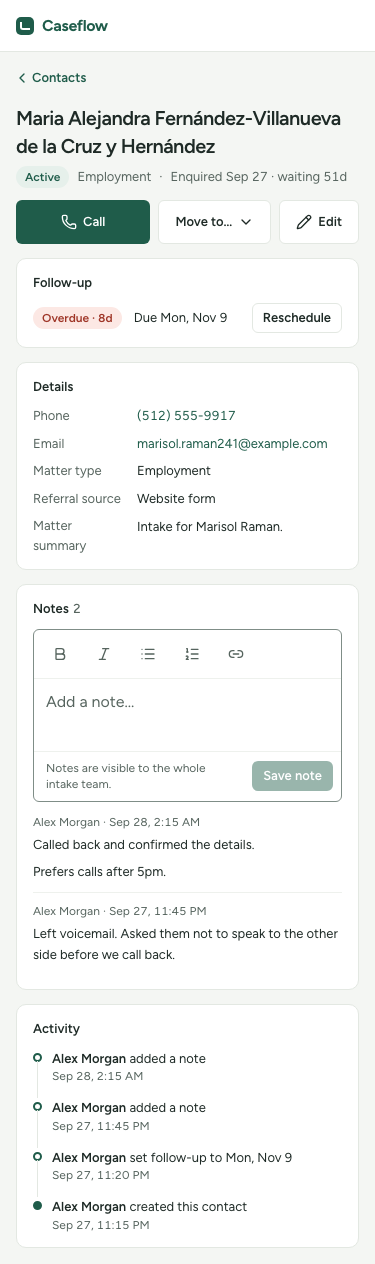 Caseflow
Contacts
Maria Alejandra Fernández-Villanueva
de la Cruz y Hernández
Active Employment · Enquired Sep 27 · waiting 51d
Call Move to... Edit
Follow-up
Overdue · 8d Due Mon, Nov 9 Reschedule
Details
Phone (512) 555-9917
Email marisol.raman241@example.com
Matter type Employment
Referral source Website form
Matter Intake for Marisol Raman.
summary
Notes 2
Add a note...
Notes are visible to the whole
intake team.
Save note
Alex Morgan · Sep 28, 2:15 AM
Called back and confirmed the details.
Prefers calls after 5pm.
Alex Morgan · Sep 27, 11:45 PM
Left voicemail. Asked them not to speak to the other
side before we call back.
Activity
Alex Morgan added a note
Sep 28, 2:15 AM
Alex Morgan added a note
Sep 27, 11:45 PM
Alex Morgan set follow-up to Mon, Nov 9
Sep 27, 11:20 PM
Alex Morgan created this contact
Sep 27, 11:15 PM